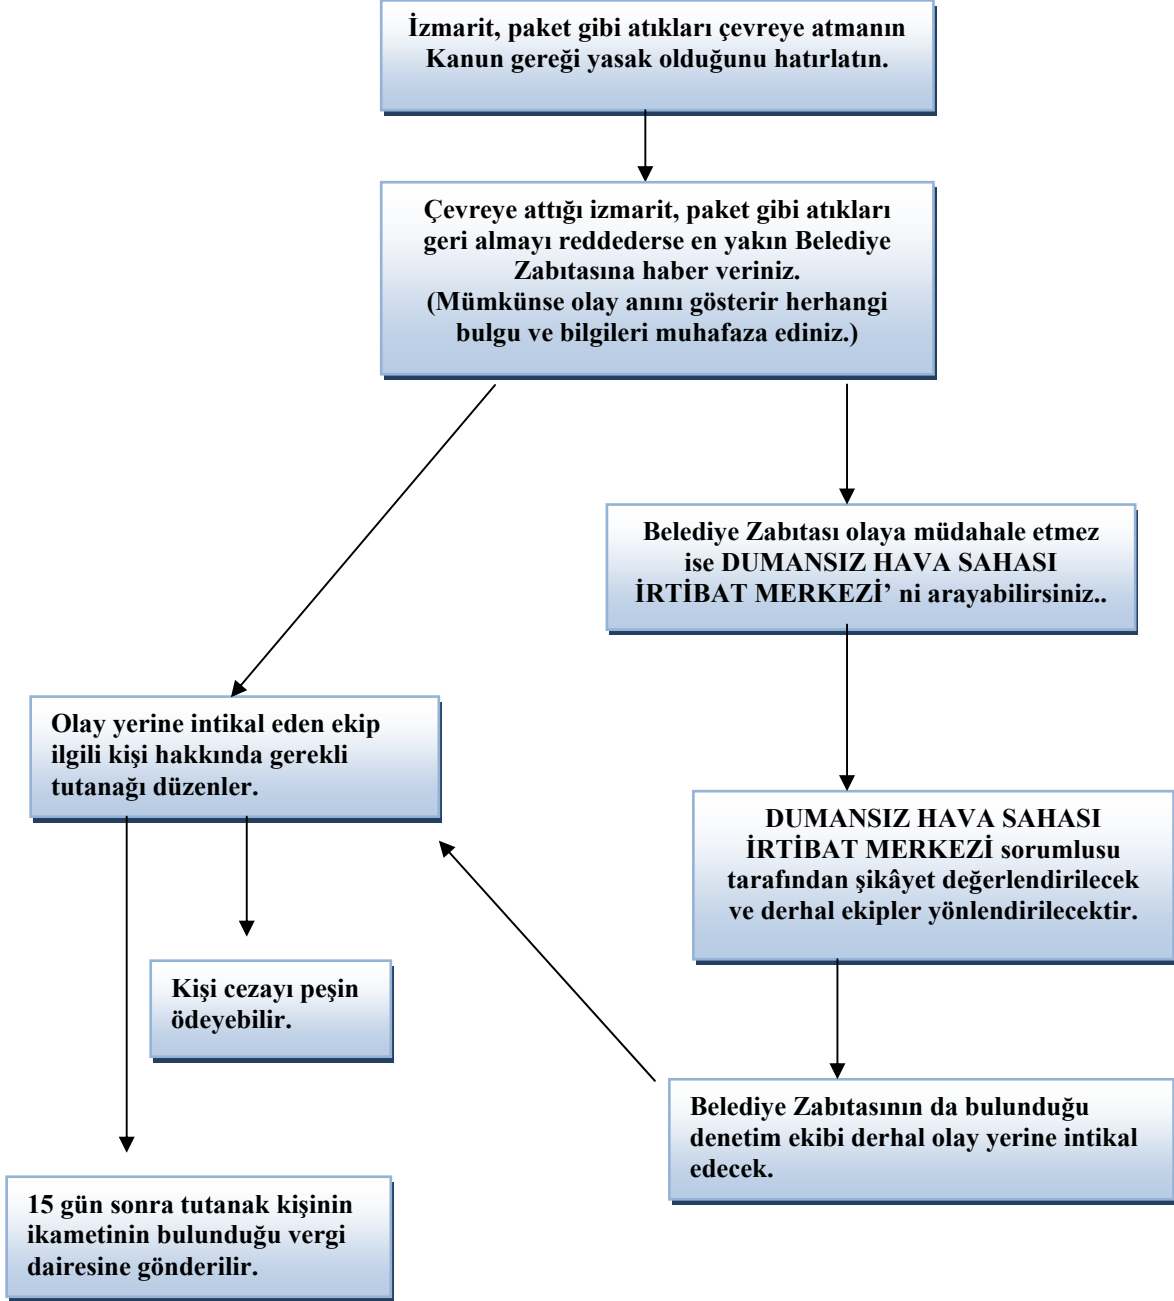 İzmarit, paket gibi atıkları çevreye atmanın
Kanun gereği yasak olduğunu hatırlatın.
Çevreye attığı izmarit, paket gibi atıkları
geri almayı reddederse en yakın Belediye
Zabıtasına haber veriniz.
(Mümkünse olay anını gösterir herhangi
bulgu ve bilgileri muhafaza ediniz.)
Belediye Zabıtası olaya müdahale etmez
ise DUMANSIZ HAVA SAHASI
İRTİBAT MERKEZİ’ ni arayabilirsiniz..
Olay yerine intikal eden ekip
ilgili kişi hakkında gerekli
tutanağı düzenler.
DUMANSIZ HAVA SAHASI
İRTİBAT MERKEZİ sorumlusu
tarafından şikâyet değerlendirilecek
ve derhal ekipler yönlendirilecektir.
Kişi cezayı peşin
ödeyebilir.
Belediye Zabıtasının da bulunduğu
denetim ekibi derhal olay yerine intikal
edecek.
15 gün sonra tutanak kişinin
ikametinin bulunduğu vergi
dairesine gönderilir.